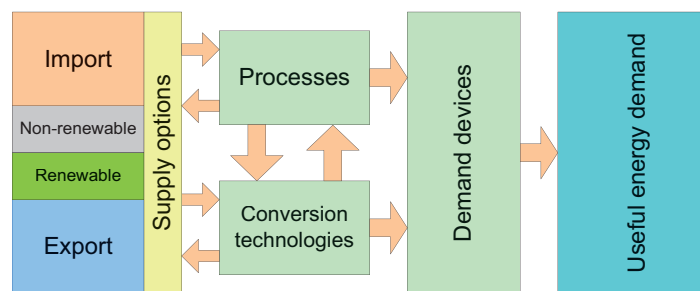 Import
Non-renewable
Renewable
Export
Supply options
Processes
Conversion
technologies
Demand devices
Useful energy demand